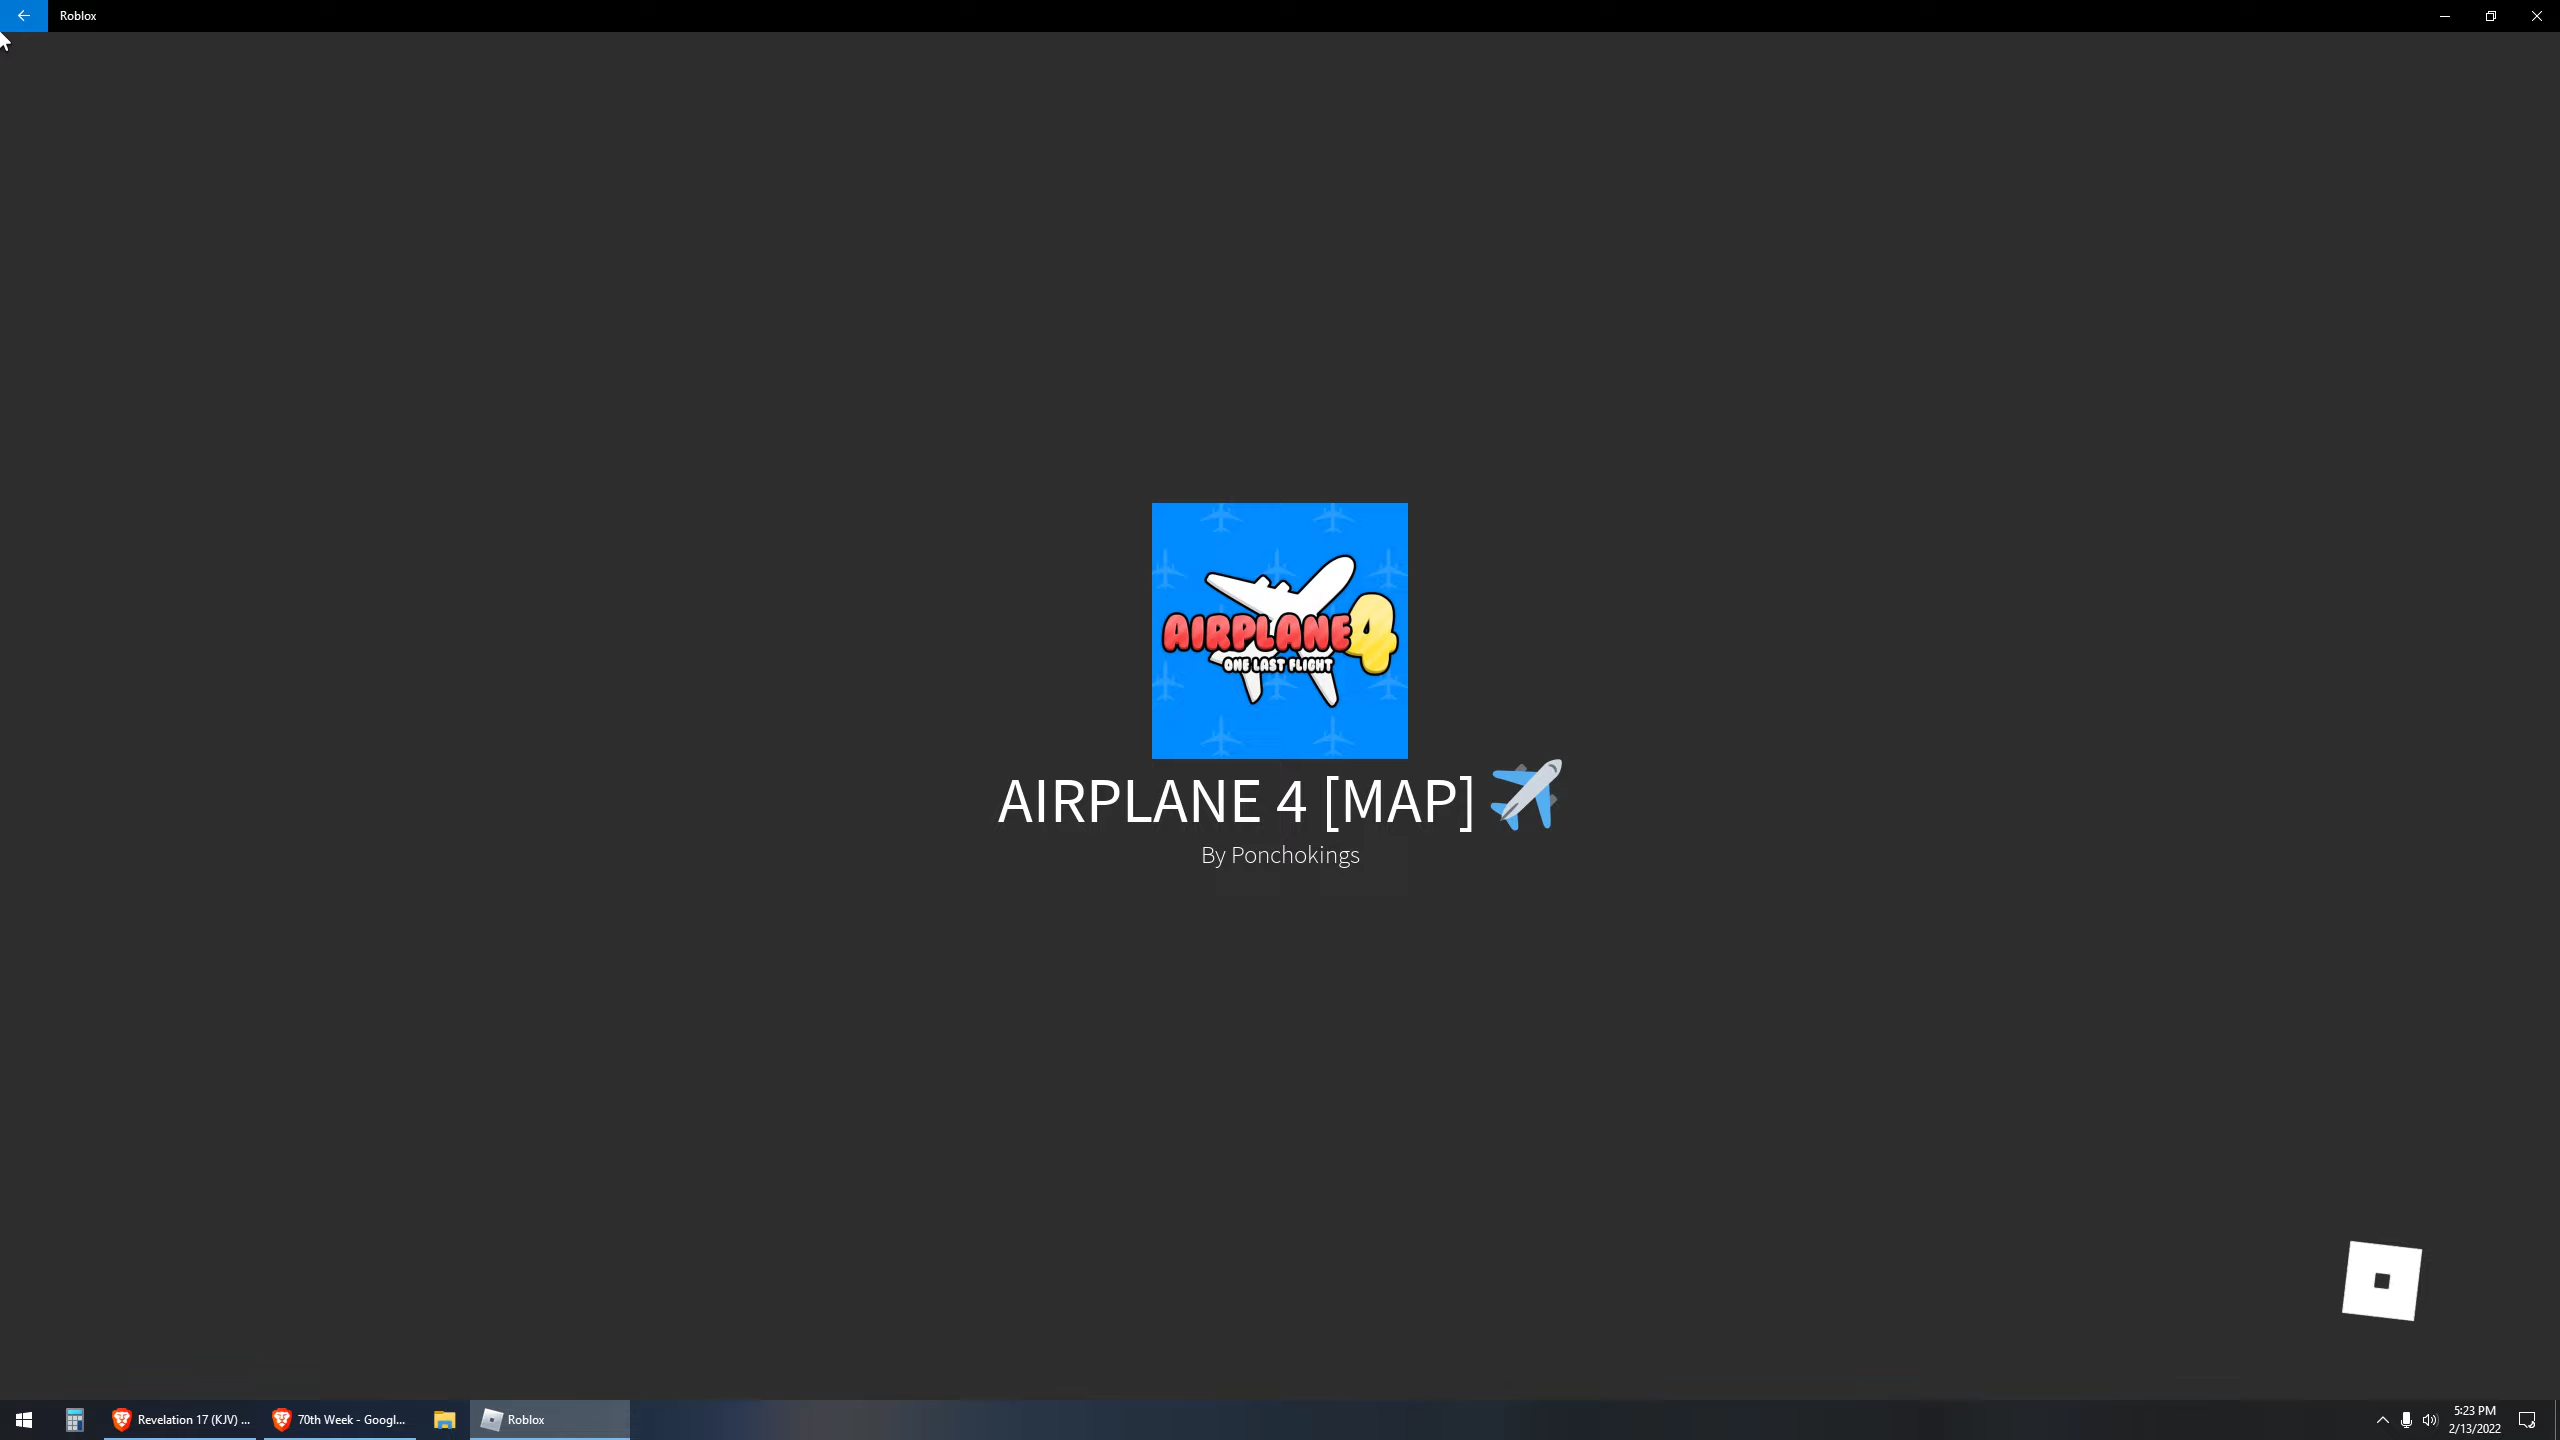 Roblox
AIRPLANE 4
ONE LAST FLIGHT
AIRPLANE 4 [MAP] ✈️
By Ponchokings
Revelation 17 (KJV) ...
70th Week - Googl...
Roblox
5:23 PM
2/13/2022